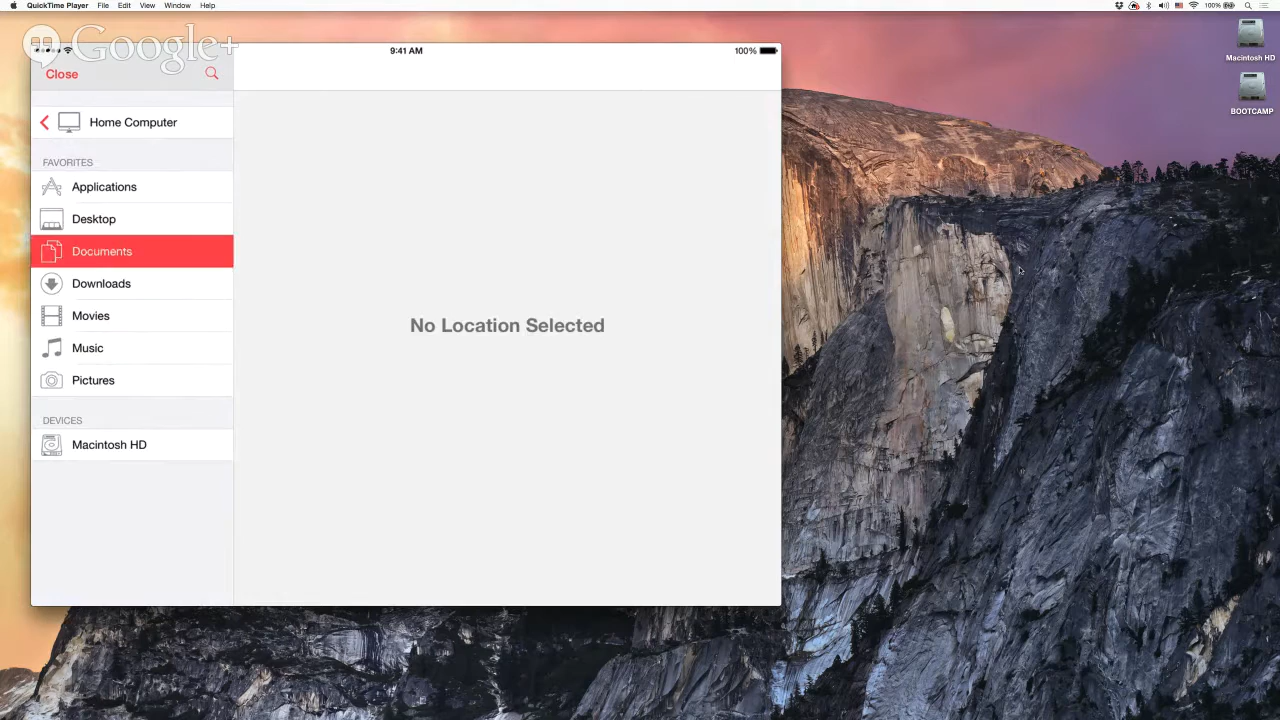 QuickTime Player File Edit View Window Help 100%
Google+
9:41 AM 100%
Close
Home Computer
FAVORITES
Applications
Desktop
Documents
Downloads
Movies
Music
Pictures
DEVICES
Macintosh HD
No Location Selected
Macintosh HD
BOOTCAMP